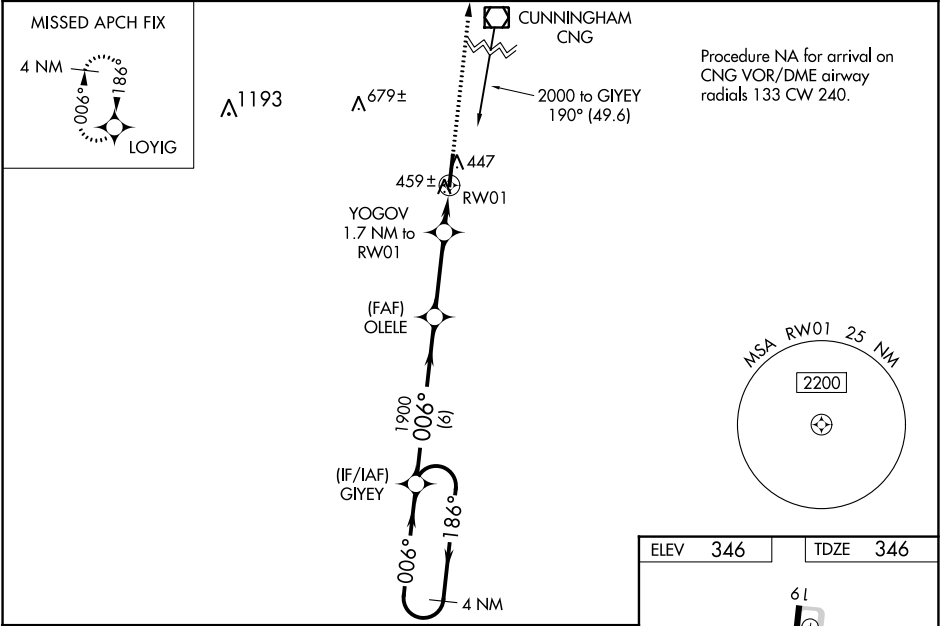 MISSED APCH FIX
4 NM
186°
006°
LOYIG
1193
679±
CUNNINGHAM
CNG
2000 to GIYEY
190° (49.6)
Procedure NA for arrival on
CNG VOR/DME airway
radials 133 CW 240.
447
459±
RW01
YOGOV
1.7 NM to
RW01
(FAF)
OLELE
1900
006°
(6)
(IF/IAF)
GIYEY
186°
006°
4 NM
MSA RW01 25 NM
2200
ELEV 346
TDZE 346
19